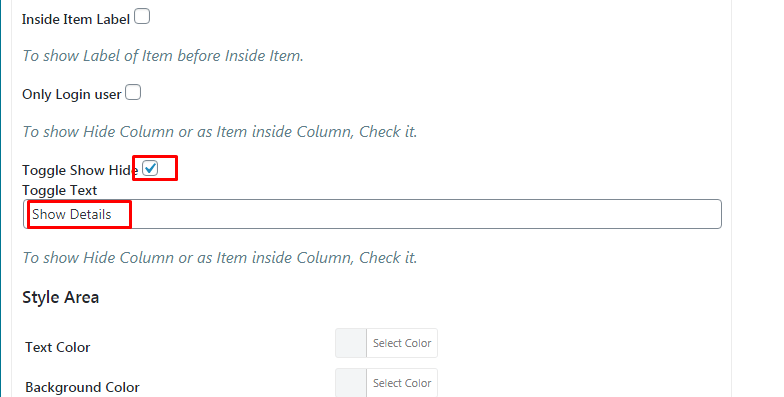 Inside Item Label
To show Label of Item before Inside Item.
Only Login user
To show Hide Column or as Item inside Column, Check it.
Toggle Show Hide
Toggle Text
Show Details
To show Hide Column or as Item inside Column, Check it.
Style Area
Text Color Select Color
Background Color Select Color